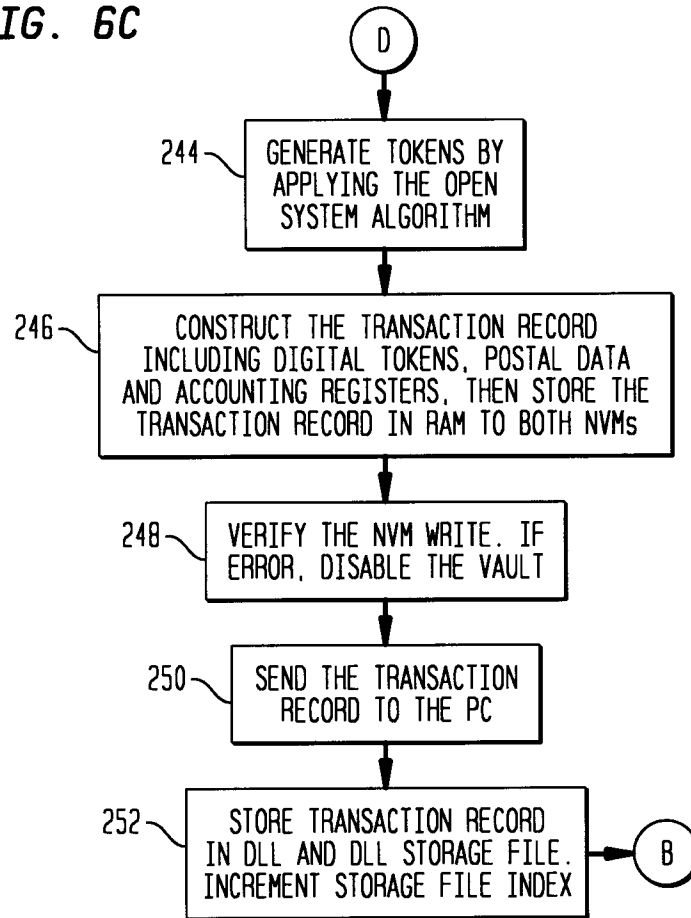 IG. 6C
D
244
GENERATE TOKENS BY
APPLYING THE OPEN
SYSTEM ALGORITHM
246
CONSTRUCT THE TRANSACTION RECORD
INCLUDING DIGITAL TOKENS, POSTAL DATA
AND ACCOUNTING REGISTERS, THEN STORE THE
TRANSACTION RECORD IN RAM TO BOTH NVMs
248
VERIFY THE NVM WRITE. IF
ERROR, DISABLE THE VAULT
250
SEND THE TRANSACTION
RECORD TO THE PC
252
STORE TRANSACTION RECORD
IN DLL AND DLL STORAGE FILE.
INCREMENT STORAGE FILE INDEX
B